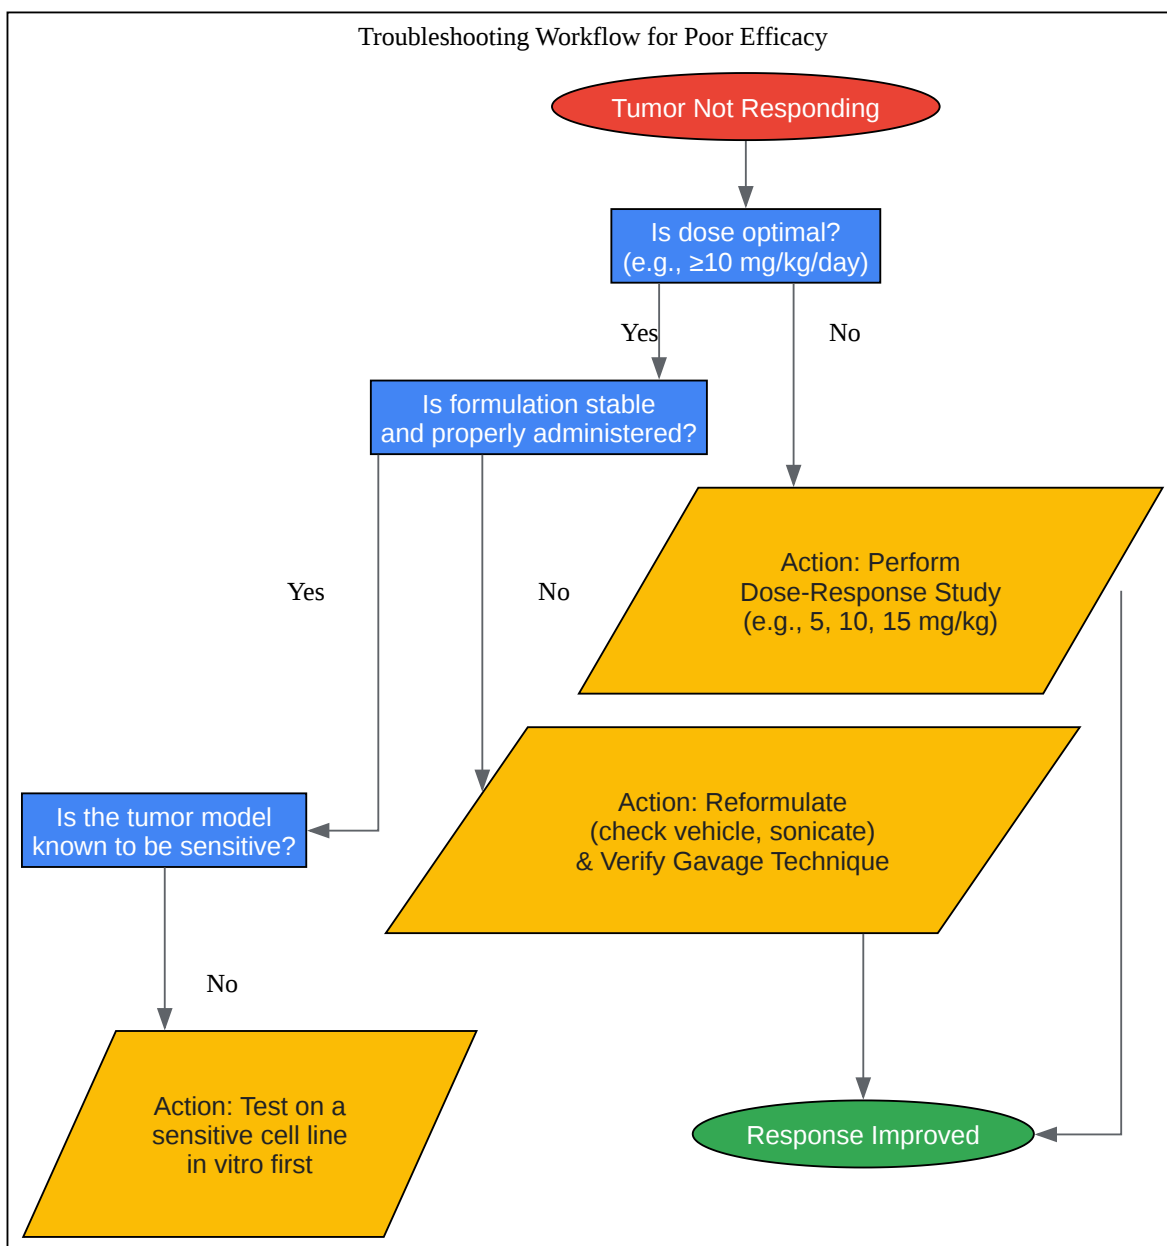 Troubleshooting Workflow for Poor Efficacy
Tumor Not Responding
Is dose optimal?
(e.g., ≥10 mg/kg/day)
Yes
No
Is formulation stable
and properly administered?
Action: Perform
Dose-Response Study
(e.g., 5, 10, 15 mg/kg)
Yes
No
Is the tumor model
known to be sensitive?
Action: Reformulate
(check vehicle, sonicate)
& Verify Gavage Technique
No
Action: Test on a
sensitive cell line
in vitro first
Response Improved